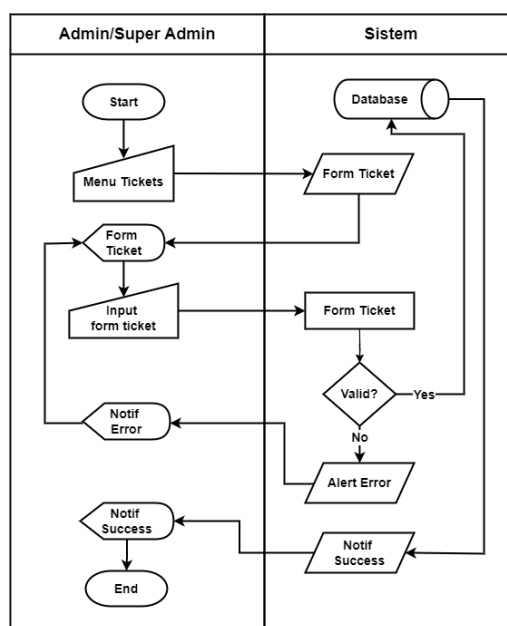 Admin/Super Admin
Sistem
Start
Database
Menu Tickets
Form Ticket
Form
Ticket
Input
form ticket
Form Ticket
Valid?
Yes
No
Notif
Error
Alert Error
Notif
Success
Notif
Success
End